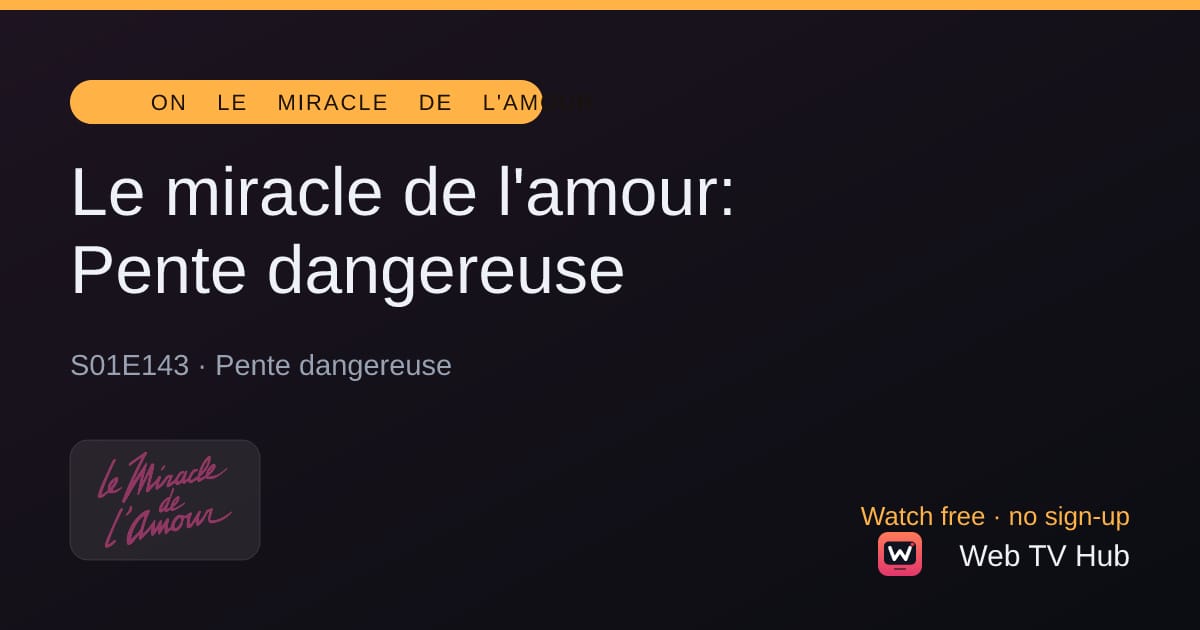 ON LE MIRACLE DE L'AMOUR
Le miracle de l'amour:
Pente dangereuse
S01E143 · Pente dangereuse
Le Miracle
de
l'Amour
Watch free · no sign-up
W
Web TV Hub